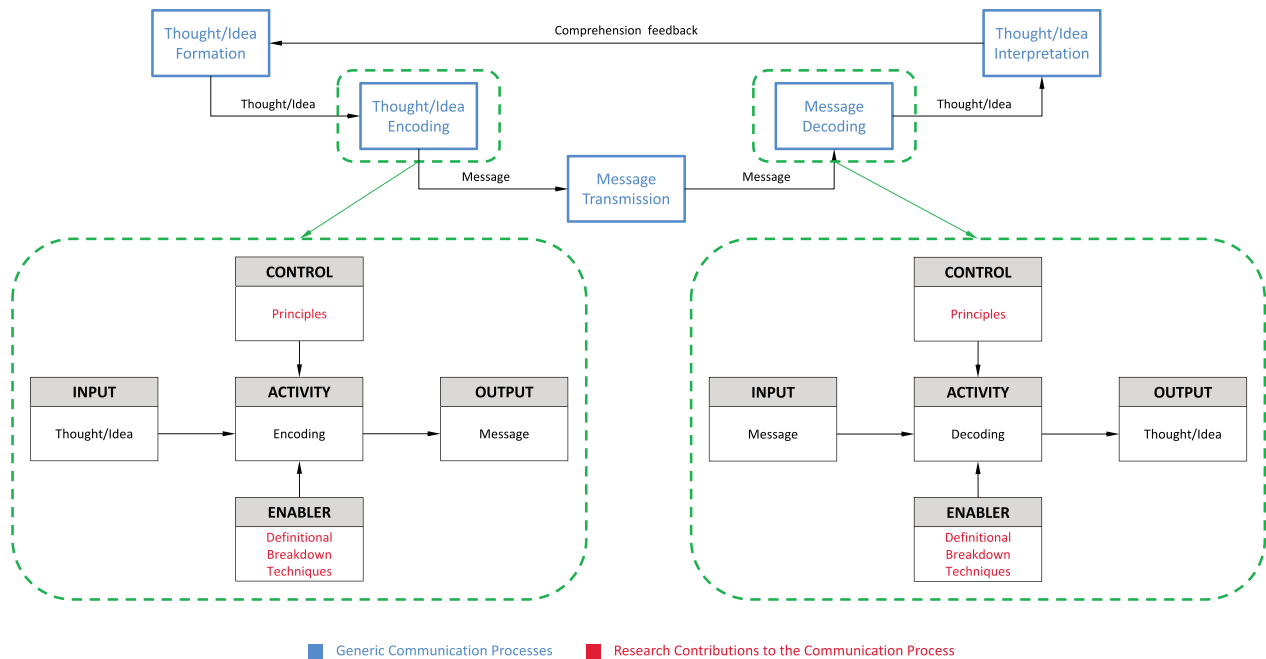 Thought/Idea
Formation
Comprehension feedback
Thought/Idea
Interpretation
Thought/Idea
Thought/Idea
Encoding
Message
Decoding
Thought/Idea
Message
Message
Transmission
Message
CONTROL
Principles
INPUT
Thought/Idea
ACTIVITY
Encoding
OUTPUT
Message
ENABLER
Definitional
Breakdown
Techniques
CONTROL
Principles
INPUT
Message
ACTIVITY
Decoding
OUTPUT
Thought/Idea
ENABLER
Definitional
Breakdown
Techniques
Generic Communication Processes
Research Contributions to the Communication Process